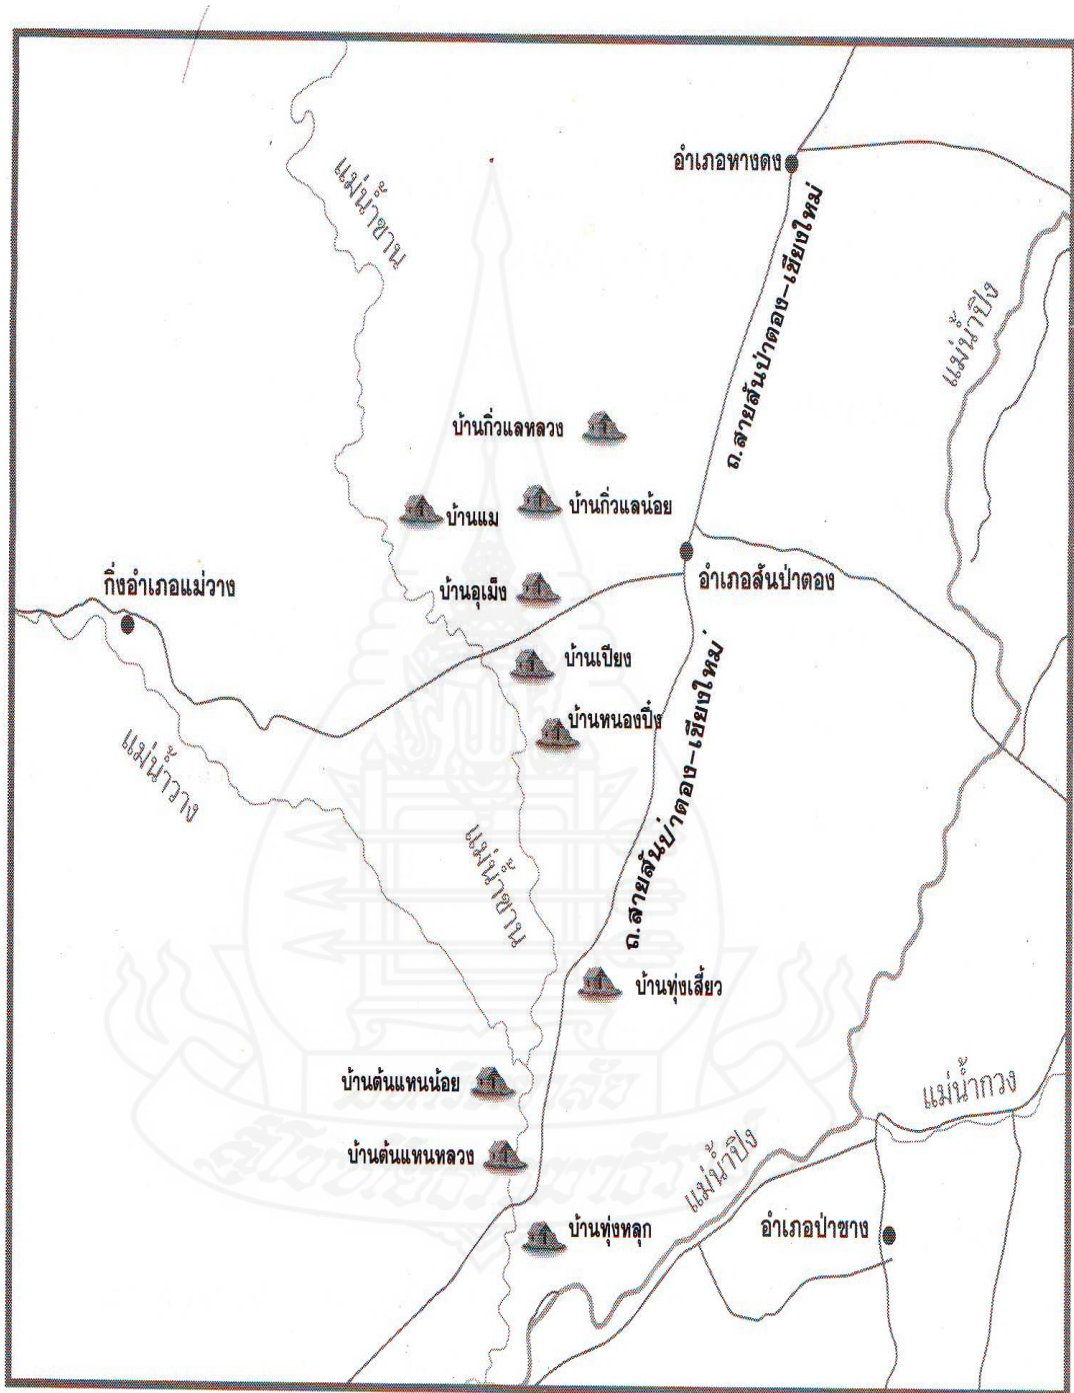 อำเภอหางดง
แม่น้ำขาน
ถ.สายสันป่าตอง-เชียงใหม่
แม่น้ำปิง
บ้านกิ่วแลหลวง
บ้านกิ่วแลน้อย
บ้านแม
กิ่งอำเภอแม่วาง
บ้านอุเม็ง
อำเภอสันป่าตอง
บ้านเปียง
บ้านหนองปึ๋ง
แม่น้ำวาง
ถ.สายสันป่าตอง-เชียงใหม่
แม่น้ำขาน
บ้านทุ่งเสี้ยว
บ้านต้นแหนน้อย
แม่น้ำกวง
บ้านต้นแหนหลวง
แม่น้ำปิง
บ้านทุ่งหลุก
อำเภอป่าซาง